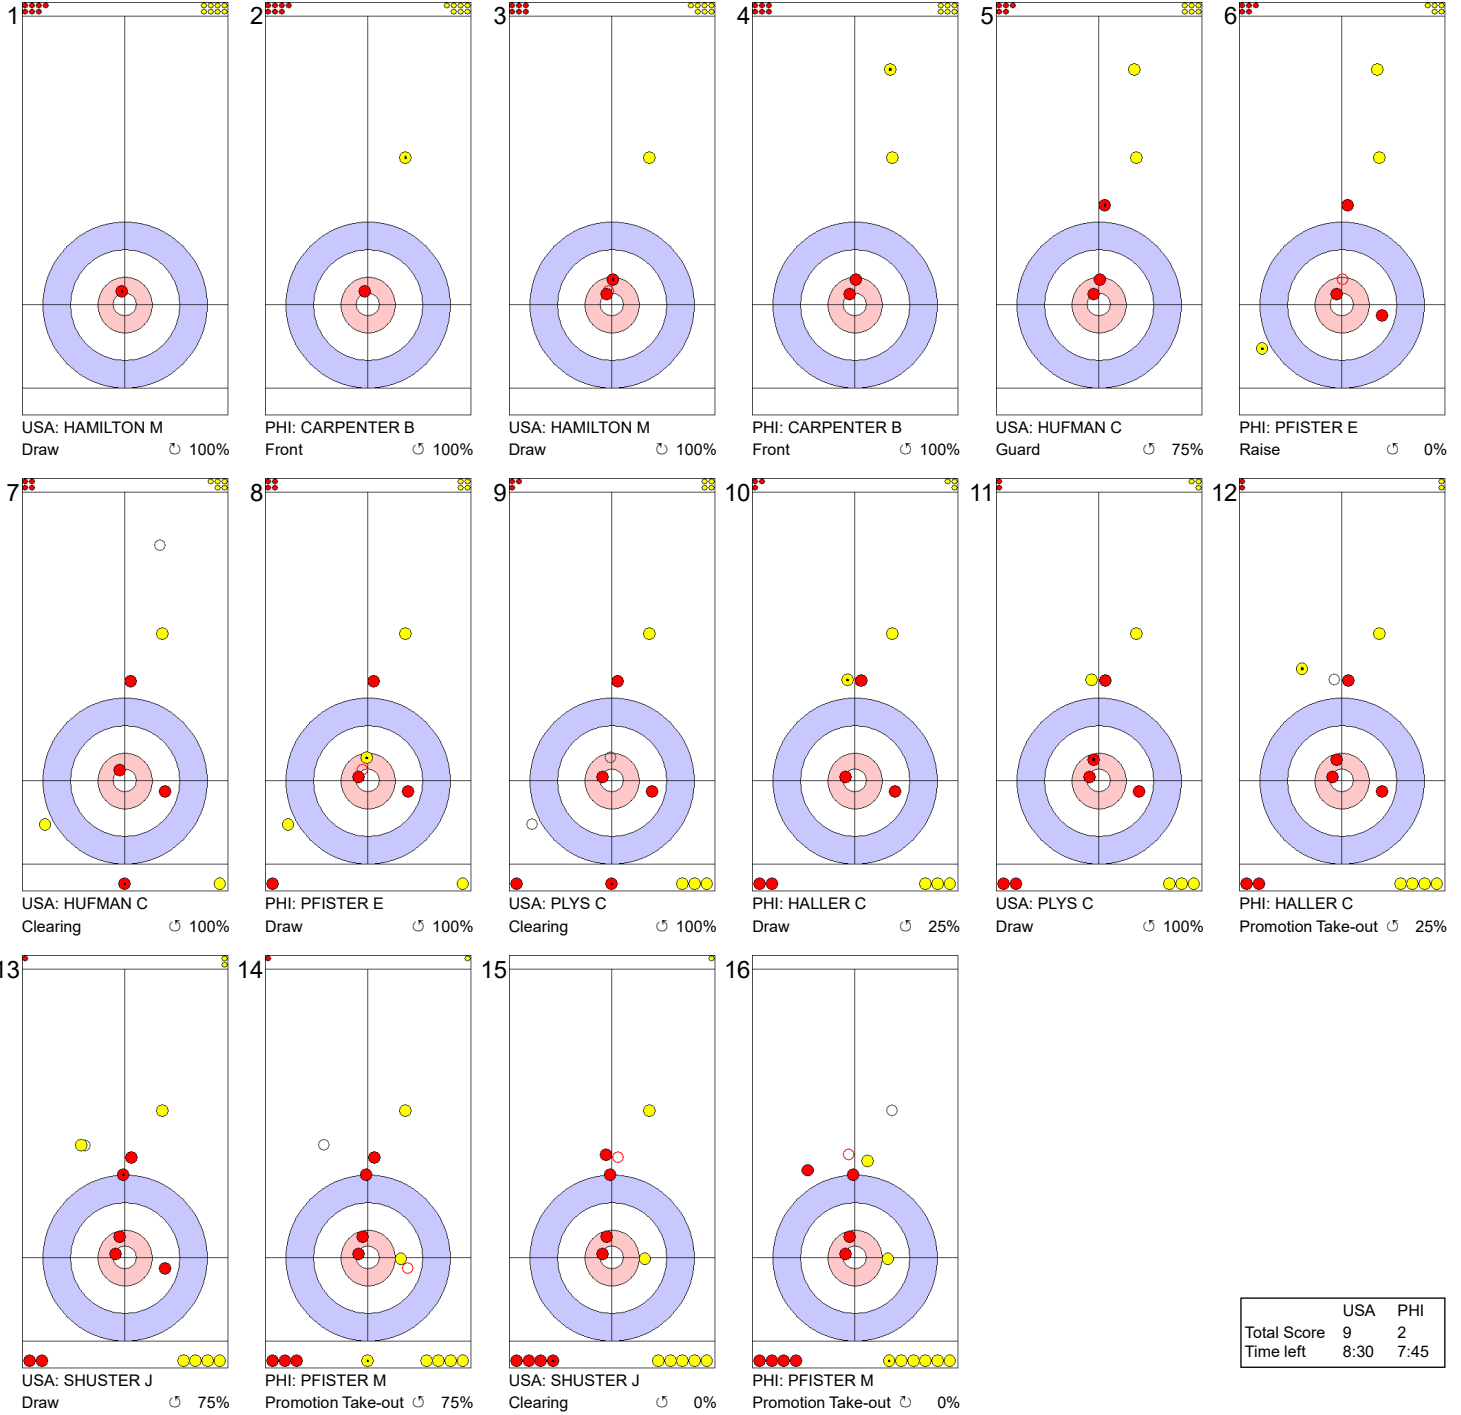 1
2
3
4
5
6
USA: HAMILTON M
Draw ↻ 100%
PHI: CARPENTER B
Front ↺ 100%
USA: HAMILTON M
Draw ↺ 100%
PHI: CARPENTER B
Front ↺ 100%
USA: HUFMAN C
Guard ↺ 75%
PHI: PFISTER E
Raise ↺ 0%
7
8
9
10
11
12
USA: HUFMAN C
Clearing ↺ 100%
PHI: PFISTER E
Draw ↺ 100%
USA: PLYS C
Clearing ↺ 100%
PHI: HALLER C
Draw ↺ 25%
USA: PLYS C
Draw ↺ 100%
PHI: HALLER C
Promotion Take-out ↺ 25%
13
14
15
16
USA: SHUSTER J
Draw ↺ 75%
PHI: PFISTER M
Promotion Take-out ↻ 75%
USA: SHUSTER J
Clearing ↺ 0%
PHI: PFISTER M
Promotion Take-out ↻ 0%
USA PHI
Total Score 9 2
Time left 8:30 7:45